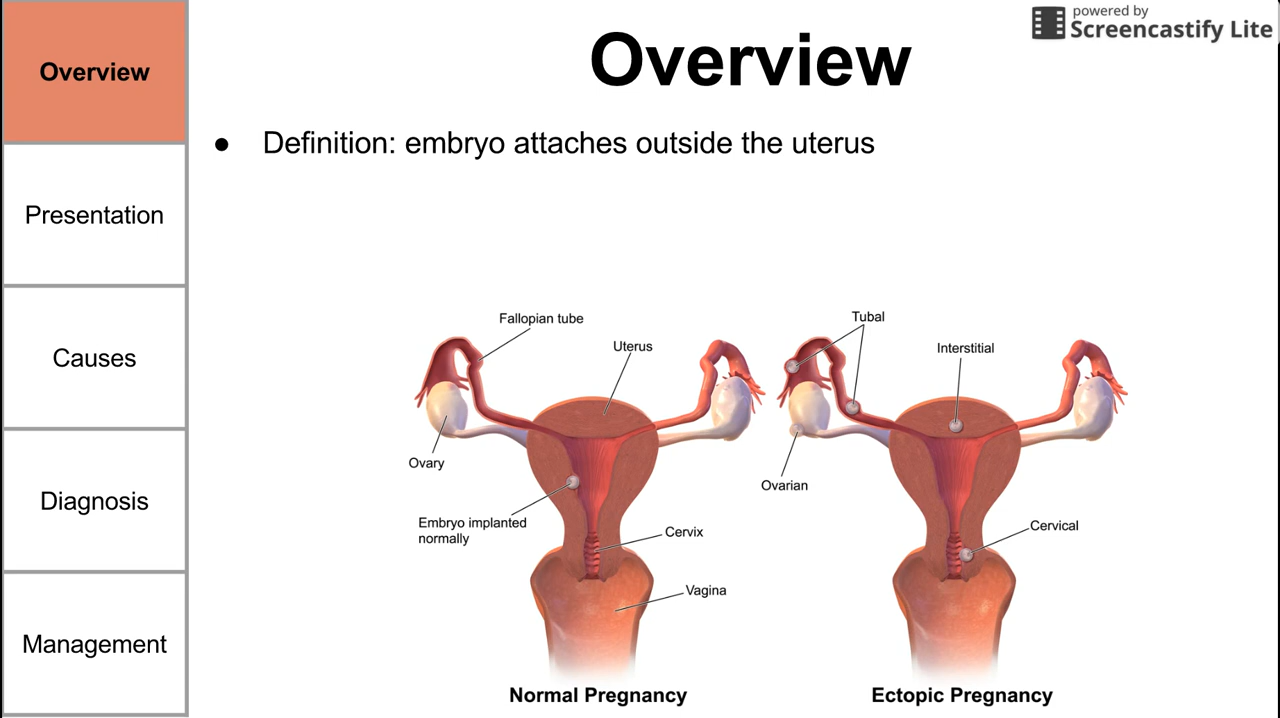 powered by
Screencastify Lite
Overview
Overview
Presentation
Causes
Diagnosis
Management
● Definition: embryo attaches outside the uterus
Fallopian tube
Uterus
Ovary
Embryo implanted
normally
Cervix
Vagina
Normal Pregnancy
Tubal
Interstitial
Ovarian
Cervical
Ectopic Pregnancy